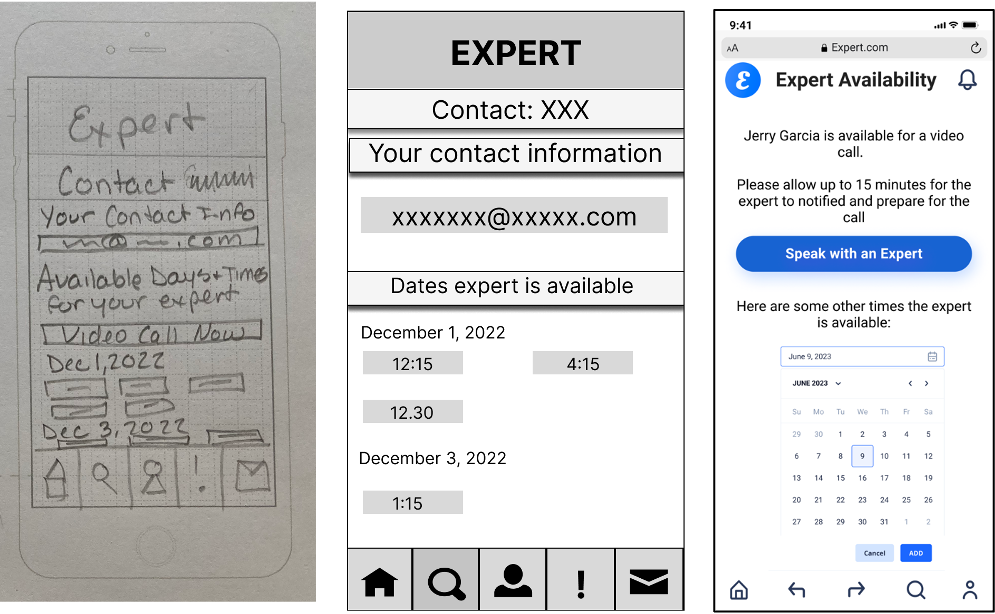 Expert
Contact
Your Contact Info
.com
Available Days + Times
for your expert
Video Call Now
Dec 1, 2022
Dec 3, 2022
!
EXPERT
Contact: XXX
Your contact information
xxxxxxx@xxxxx.com
Dates expert is available
December 1, 2022
12:15 4:15
12.30
December 3, 2022
1:15
!
9:41
AA Expert.com
Expert Availability
Jerry Garcia is available for a video
call.
Please allow up to 15 minutes for the
expert to notified and prepare for the
call
Speak with an Expert
Here are some other times the expert
is available:
June 9, 2023
JUNE 2023
Su Mo Tu We Th Fr Sa
29 30 1 2 3 4 5
6 7 8 9 10 11 12
13 14 15 16 17 18 19
20 21 22 23 24 25 26
27 28 29 30 31 1 2
Cancel ADD